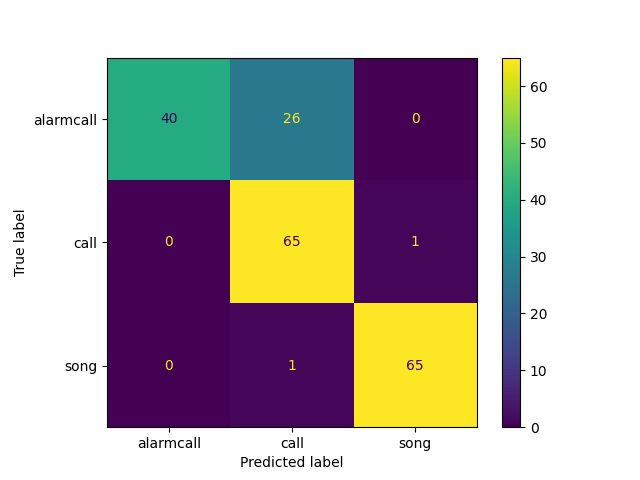 alarmcall 40 26 0
call 0 65 1
song 0 1 65
alarmcall call song
Predicted label
True label
60
50
40
30
20
10
0